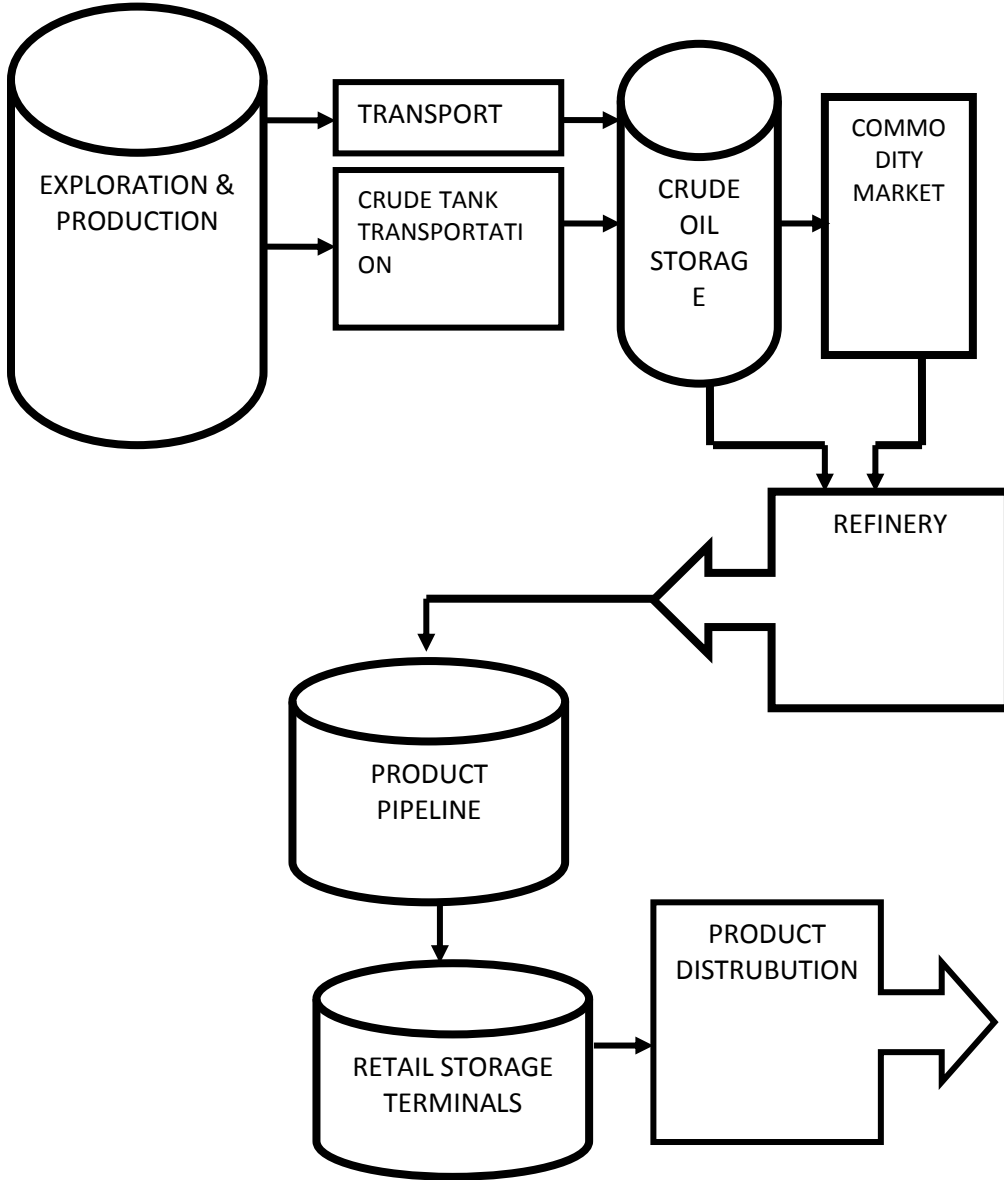 EXPLORATION &
PRODUCTION
TRANSPORT
CRUDE TANK
TRANSPORTATI
ON
CRUDE
OIL
STORAG
E
COMMO
DITY
MARKET
REFINERY
PRODUCT
PIPELINE
RETAIL STORAGE
TERMINALS
PRODUCT
DISTRUBUTION